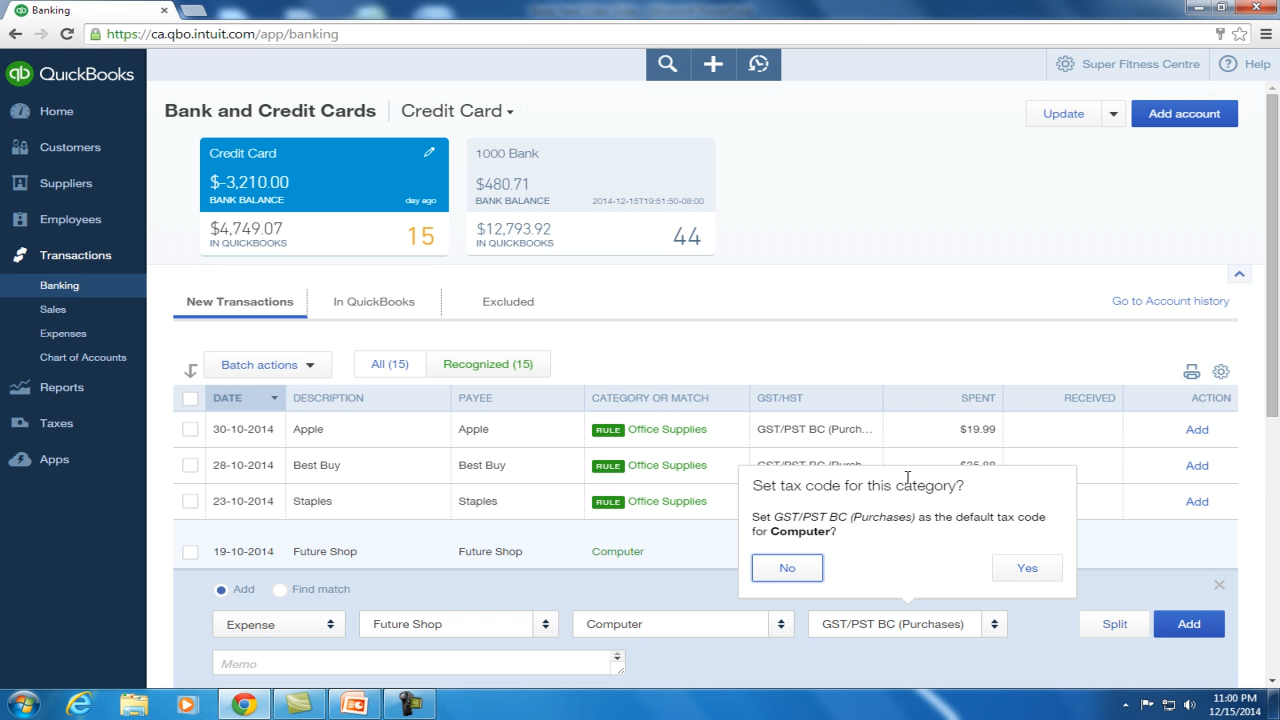 Banking
https://ca.qbo.intuit.com/app/banking
qb QuickBooks
Super Fitness Centre
Help
Home
Customers
Suppliers
Employees
Transactions
Banking
Sales
Expenses
Chart of Accounts
Reports
Taxes
Apps
Bank and Credit Cards
Credit Card
Update
Add account
Credit Card
$-3,210.00
BANK BALANCE day ago
$4,749.07
IN QUICKBOOKS
15
1000 Bank
$480.71
BANK BALANCE 2014-12-15T19:51:50-08:00
$12,793.92
IN QUICKBOOKS
44
New Transactions In QuickBooks Excluded Go to Account history
Batch actions All (15) Recognized (15)
DATE DESCRIPTION PAYEE CATEGORY OR MATCH GST/HST SPENT RECEIVED ACTION
30-10-2014 Apple Apple RULE Office Supplies GST/PST BC (Purch... $19.99 Add
28-10-2014 Best Buy Best Buy RULE Office Supplies GST/PST BC (Purch Add
23-10-2014 Staples Staples RULE Office Supplies Add
19-10-2014 Future Shop Future Shop Computer
Set tax code for this category?
Set GST/PST BC (Purchases) as the default tax code
for Computer?
No Yes
Add Find match
Expense Future Shop Computer GST/PST BC (Purchases) Split Add
Memo
11:00 PM
12/15/2014